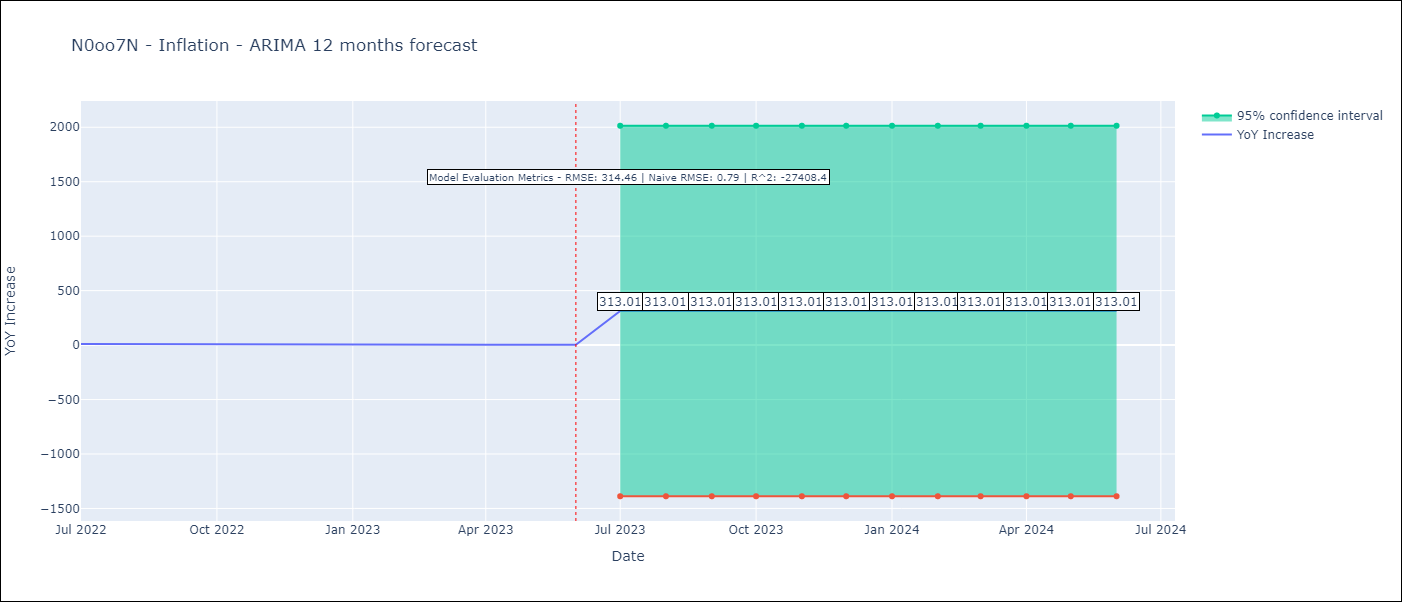 N0oo7N - Inflation - ARIMA 12 months forecast
95% confidence interval
YoY Increase
2000
1500
1000
500
0
−500
−1000
−1500
YoY Increase
Model Evaluation Metrics - RMSE: 314.46 | Naive RMSE: 0.79 | R^2: -27408.4
313.01 313.01 313.01 313.01 313.01 313.01 313.01 313.01 313.01 313.01 313.01 313.01
Jul 2022 Oct 2022 Jan 2023 Apr 2023 Jul 2023 Oct 2023 Jan 2024 Apr 2024 Jul 2024
Date